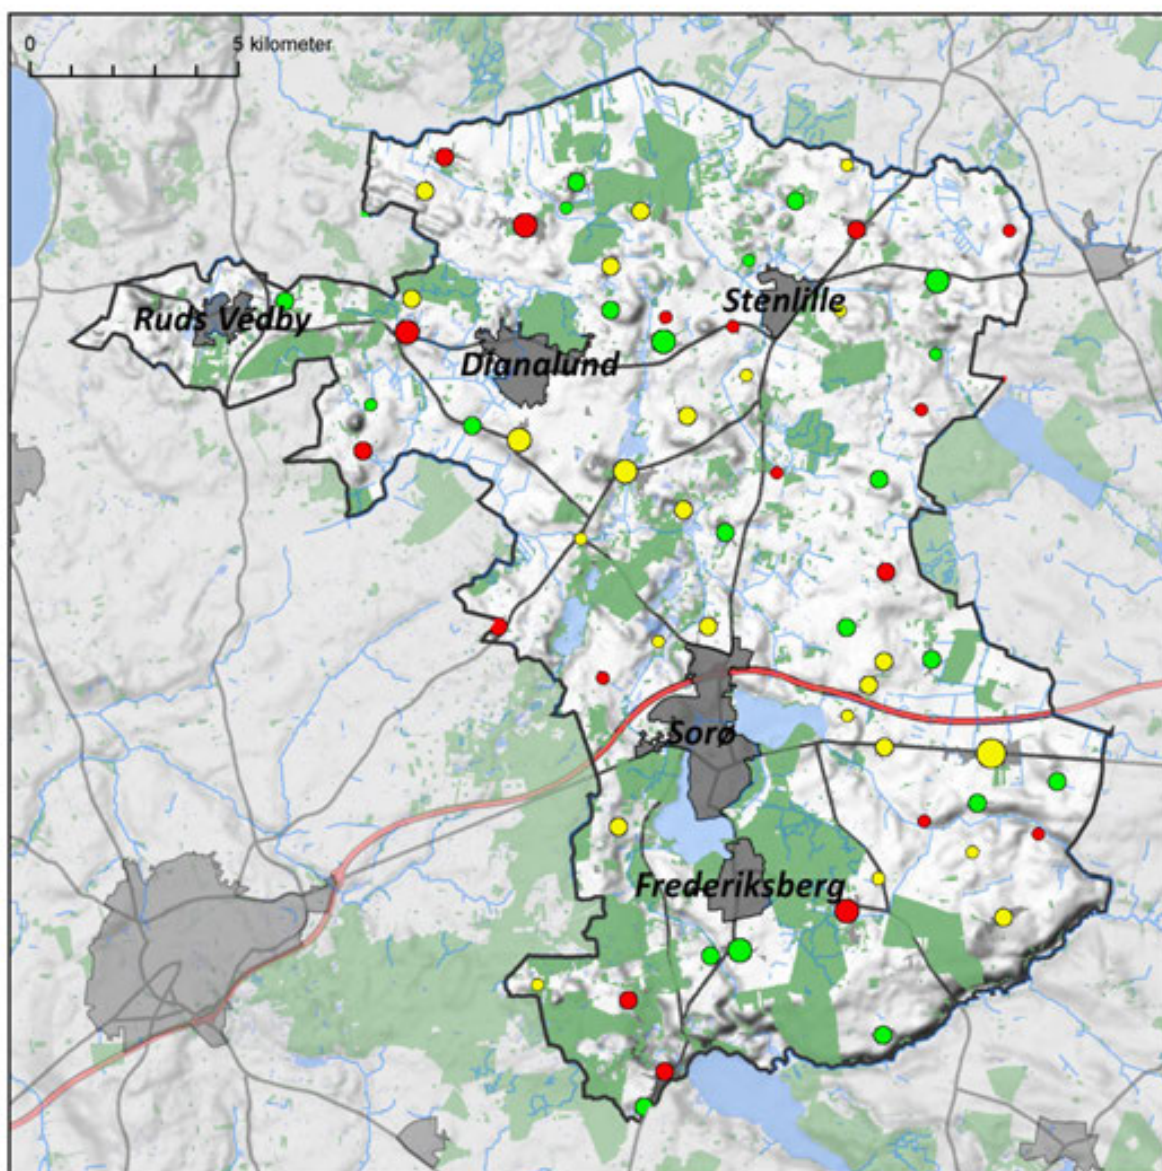 0 5 kilometer
Stenlille
Ruds Vedby
Dianalund
Sorø
Frederiksberg